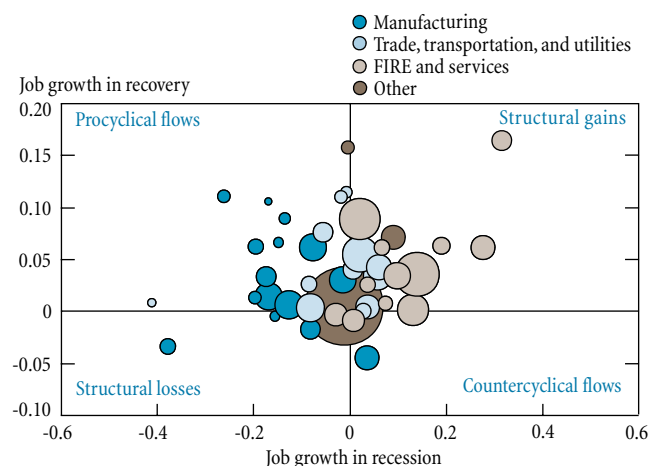 Manufacturing
Trade, transportation, and utilities
FIRE and services
Other
Job growth in recovery
0.20
Procyclical flows
Structural gains
0.15
0.10
0.05
0
-0.05
Structural losses
Countercyclical flows
-0.10
-0.6 -0.4 -0.2 0 0.2 0.4 0.6
Job growth in recession